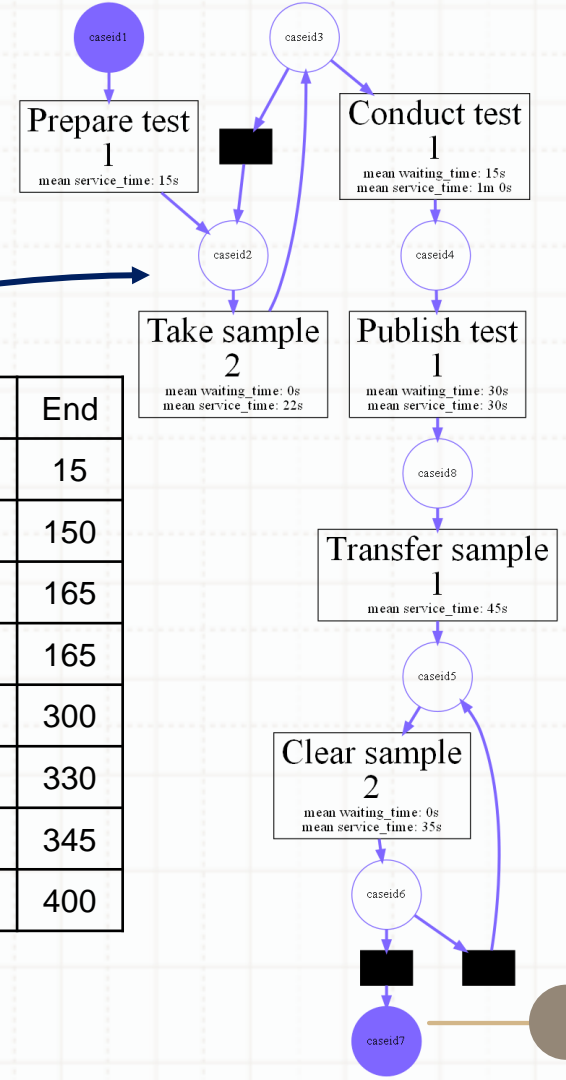 caseid1
caseid3
Prepare test
1
mean service_time: 15s
Conduct test
1
mean waiting_time: 15s
mean service_time: 1m 0s
caseid2
caseid4
Take sample
2
mean waiting_time: 0s
mean service_time: 22s
Publish test
1
mean waiting_time: 30s
mean service_time: 30s
End
15
150
165
165
300
330
345
400
caseid8
Transfer sample
1
mean service_time: 45s
caseid5
Clear sample
2
mean waiting_time: 0s
mean service_time: 35s
caseid6
caseid7